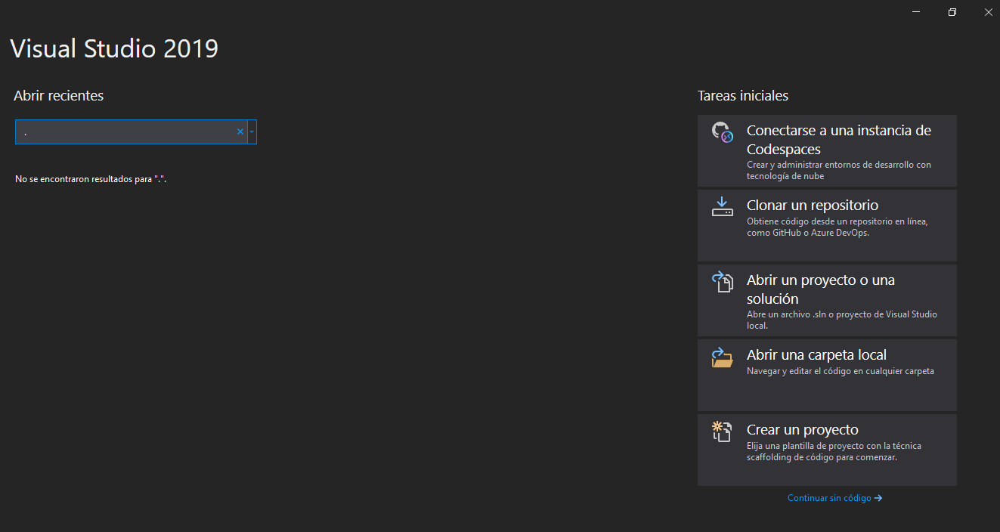 Visual Studio 2019
Abrir recientes
.
No se encontraron resultados para ".".
Tareas iniciales
Conectarse a una instancia de
Codespaces
Crear y administrar entornos de desarrollo con
tecnología de nube
Clonar un repositorio
Obtiene código desde un repositorio en línea,
como GitHub o Azure DevOps.
Abrir un proyecto o una
solución
Abre un archivo .sln o proyecto de Visual Studio
local.
Abrir una carpeta local
Navegar y editar el código en cualquier carpeta
Crear un proyecto
Elija una plantilla de proyecto con la técnica
scaffolding de código para comenzar.
Continuar sin código →